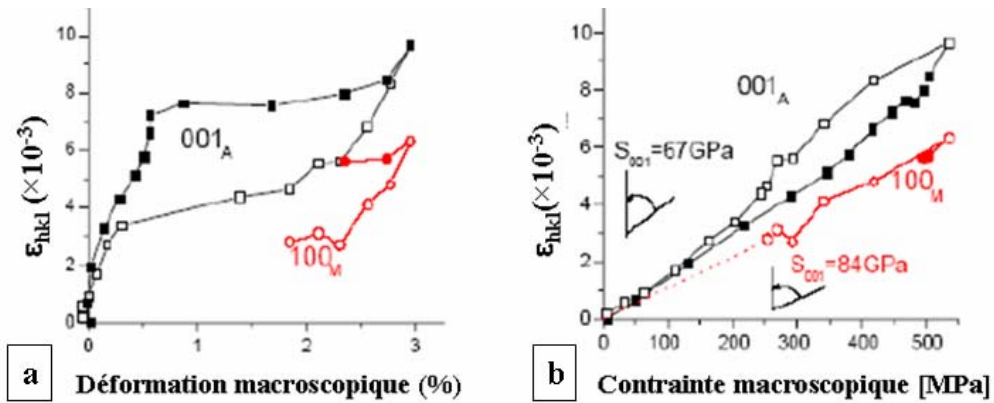 10
8
6
4
2
0
ε_hkl (×10⁻³)
001_A
100_M
0 1 2 3
a
Déformation macroscopique (%)
10
8
6
4
2
0
ε_hkl(×10⁻³)
001_A
S_001=67GPa
100_M
S_001=84GPa
0 100 200 300 400 500
b
Contrainte macroscopique [MPa]